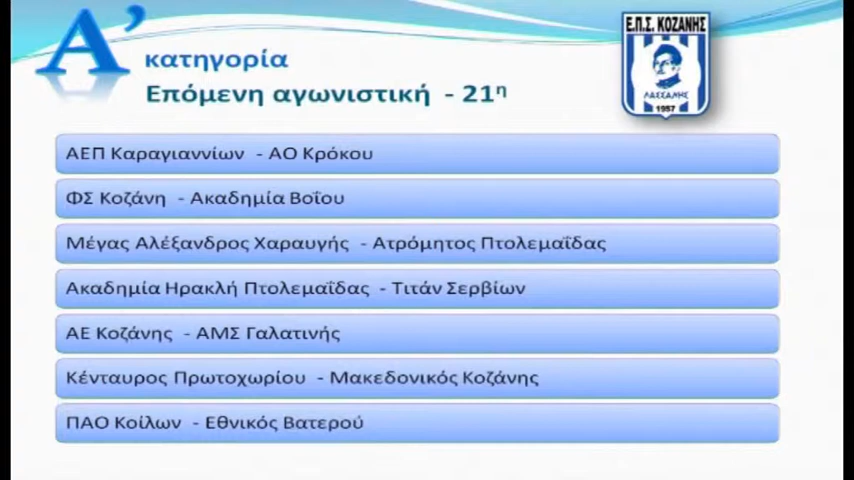 Α’ κατηγορία
Επόμενη αγωνιστική - 21η
Ε.Π.Σ. ΚΟΖΑΝΗΣ
ΛΑΣΣΑΝΗΣ
1957
ΑΕΠ Καραγιαννίων - ΑΟ Κρόκου
ΦΣ Κοζάνη - Ακαδημία Βοΐου
Μέγας Αλέξανδρος Χαραυγής - Ατρόμητος Πτολεμαΐδας
Ακαδημία Ηρακλή Πτολεμαΐδας - Τιτάν Σερβίων
ΑΕ Κοζάνης - ΑΜΣ Γαλατινής
Κένταυρος Πρωτοχωρίου - Μακεδονικός Κοζάνης
ΠΑΟ Κοίλων - Εθνικός Βατερού